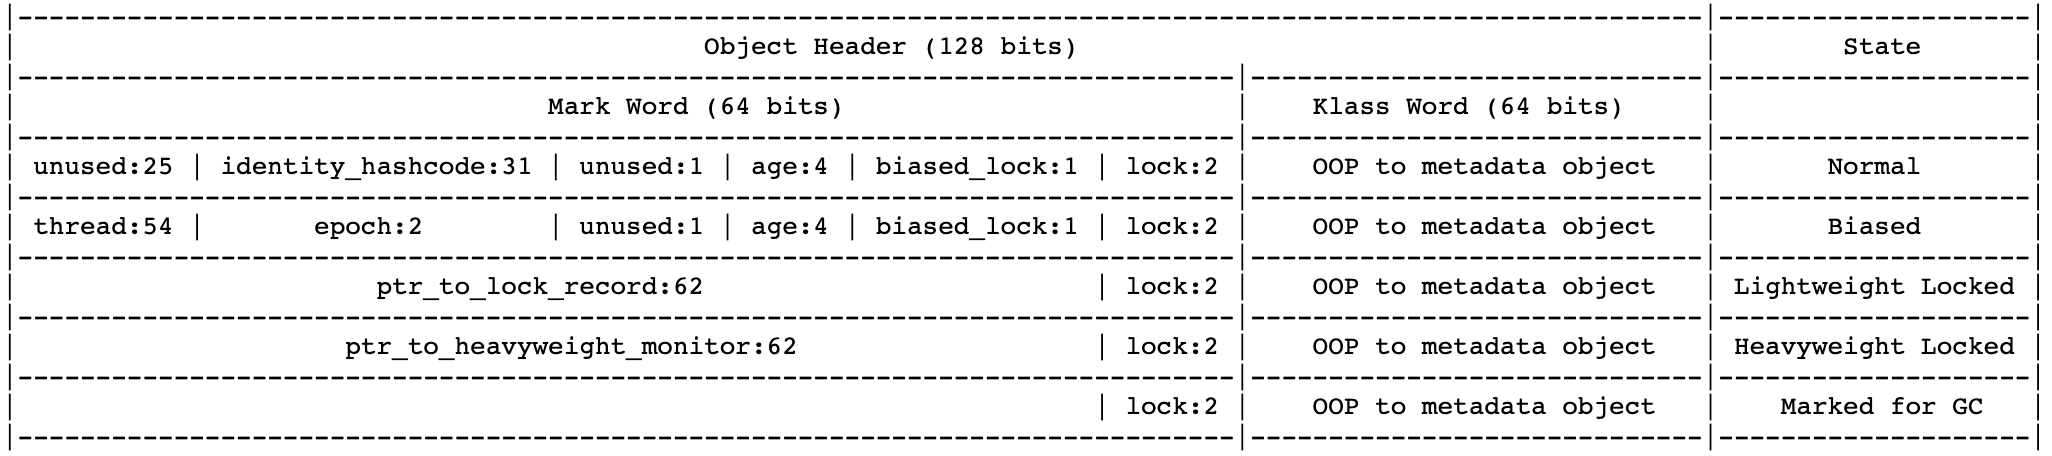 Object Header (128 bits) | State
Mark Word (64 bits) | Klass Word (64 bits) |
unused:25 | identity_hashcode:31 | unused:1 | age:4 | biased_lock:1 | lock:2 | OOP to metadata object | Normal
thread:54 | epoch:2 | unused:1 | age:4 | biased_lock:1 | lock:2 | OOP to metadata object | Biased
ptr_to_lock_record:62 | lock:2 | OOP to metadata object | Lightweight Locked
ptr_to_heavyweight_monitor:62 | lock:2 | OOP to metadata object | Heavyweight Locked
| lock:2 | OOP to metadata object | Marked for GC